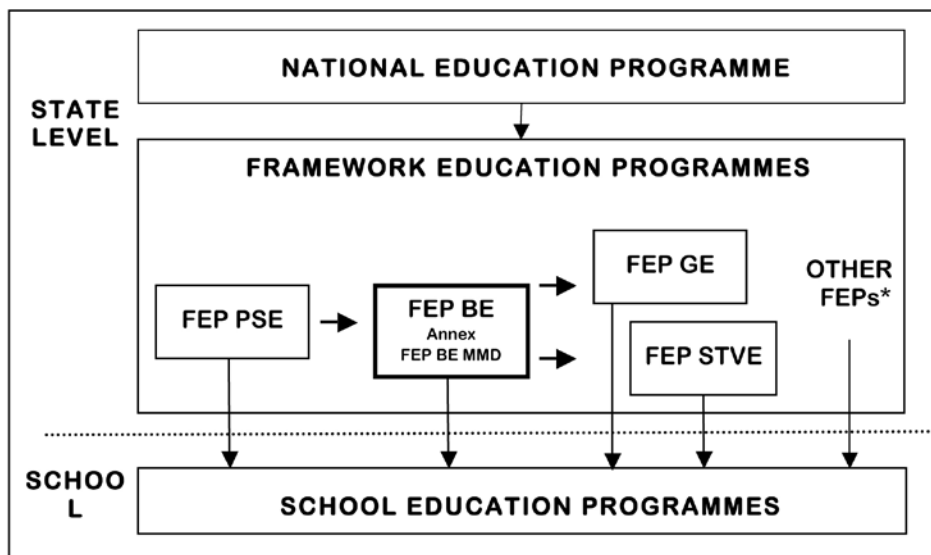 NATIONAL EDUCATION PROGRAMME
STATE
LEVEL
FRAMEWORK EDUCATION PROGRAMMES
FEP GE
OTHER
FEPs*
FEP PSE
FEP BE
Annex
FEP BE MMD
FEP STVE
SCHOO
L
SCHOOL EDUCATION PROGRAMMES